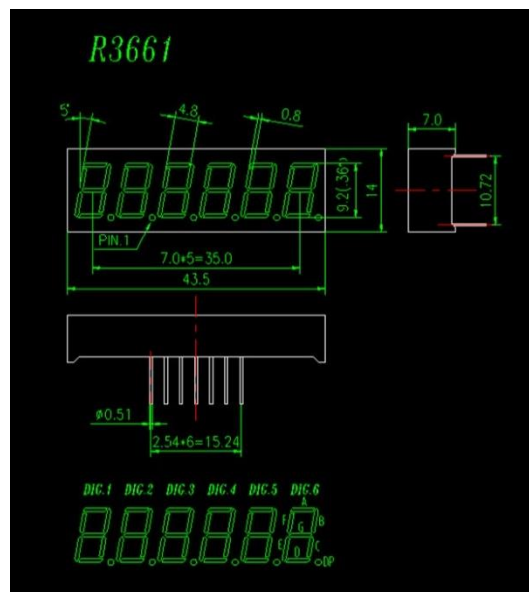 R3661
5°
4.8
0.8
7.0
9.2(.36")
14
10.72
PIN.1
7.0*5=35.0
43.5
Ø0.51
2.54*6=15.24
DIG.1 DIG.2 DIG.3 DIG.4 DIG.5 DIG.6
A
F G B
E D C
DP